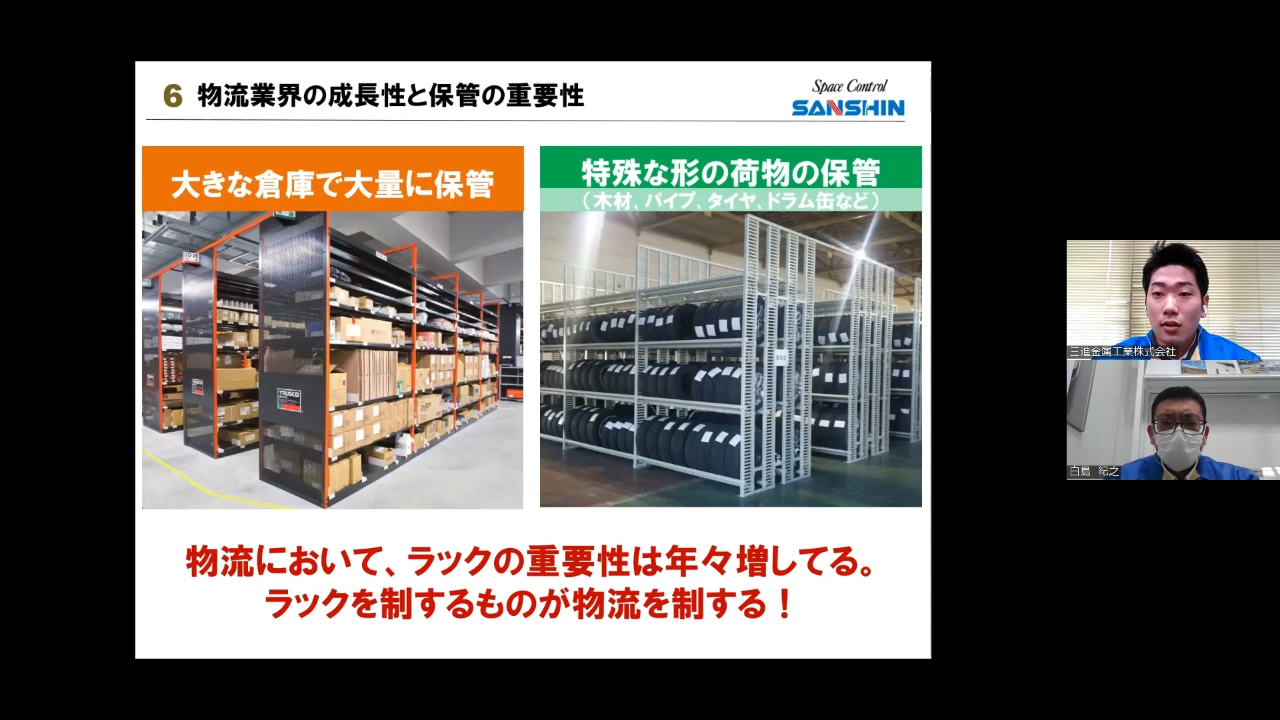 6 物流業界の成長性と保管の重要性
Space Control
SANSHIN
大きな倉庫で大量に保管
特殊な形の荷物の保管
(木材、パイプ、タイヤ、ドラム缶など)
TRUSCO
物流において、ラックの重要性は年々増してる。
ラックを制するものが物流を制する!
三進金属工業株式会社
白島 紀之